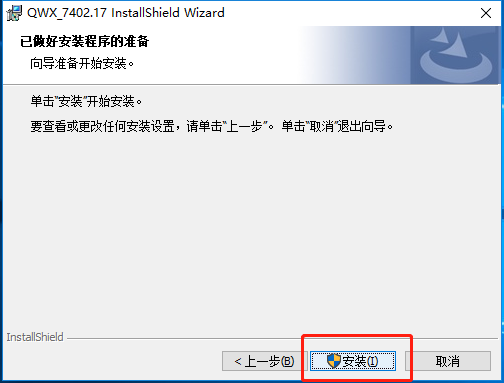 QWX_7402.17 InstallShield Wizard
已做好安装程序的准备
向导准备开始安装。
单击“安装”开始安装。
要查看或更改任何安装设置，请单击“上一步”。 单击“取消”退出向导。
InstallShield
< 上一步(B) 安装(I) 取消